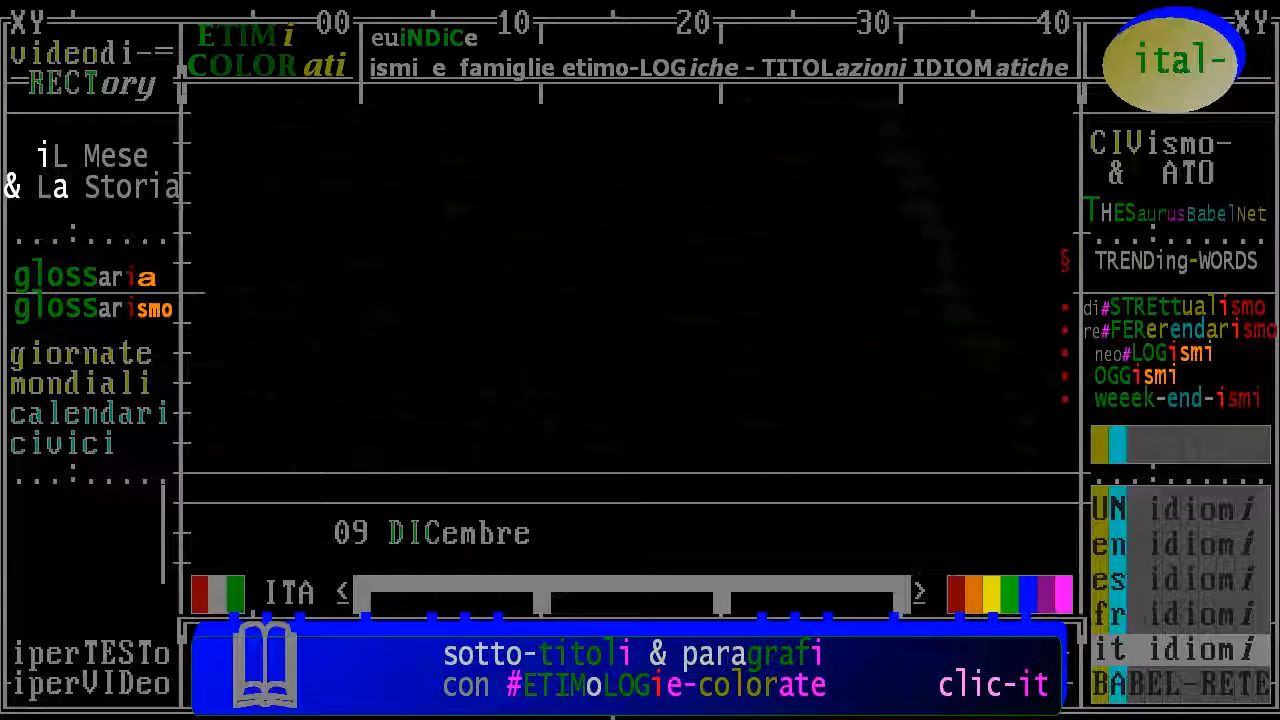 XY 00 10 20 30 40 XY
videodi-=
=RECTory
ETIMi
COLORati
euiNDiCe
ismi e famiglie etimo-LOGiche - TITOLazioni IDIOMatiche
ital-
iL Mese
& La Storia
...:.....
glossaria
glossarismo
giornate
mondiali
calendari
civici
...:.....
CIVismo-
& ATO
THESaurusBabelNet
...:.....
TRENDing-WORDS
§
di#STREttualismo
re#FERerendarismo
neo#LOGismi
OGGismi
weeek-end-ismi
...:.....
UN idiomi
en idiomi
es idiomi
fr idiomi
it idiomi
BABEL-RETE
09 DICembre
ITA < >
iperTESTo
-iperVIDeo
sotto-titoli & paragrafi
con #ETIMoLOGie-colorate
clic-it